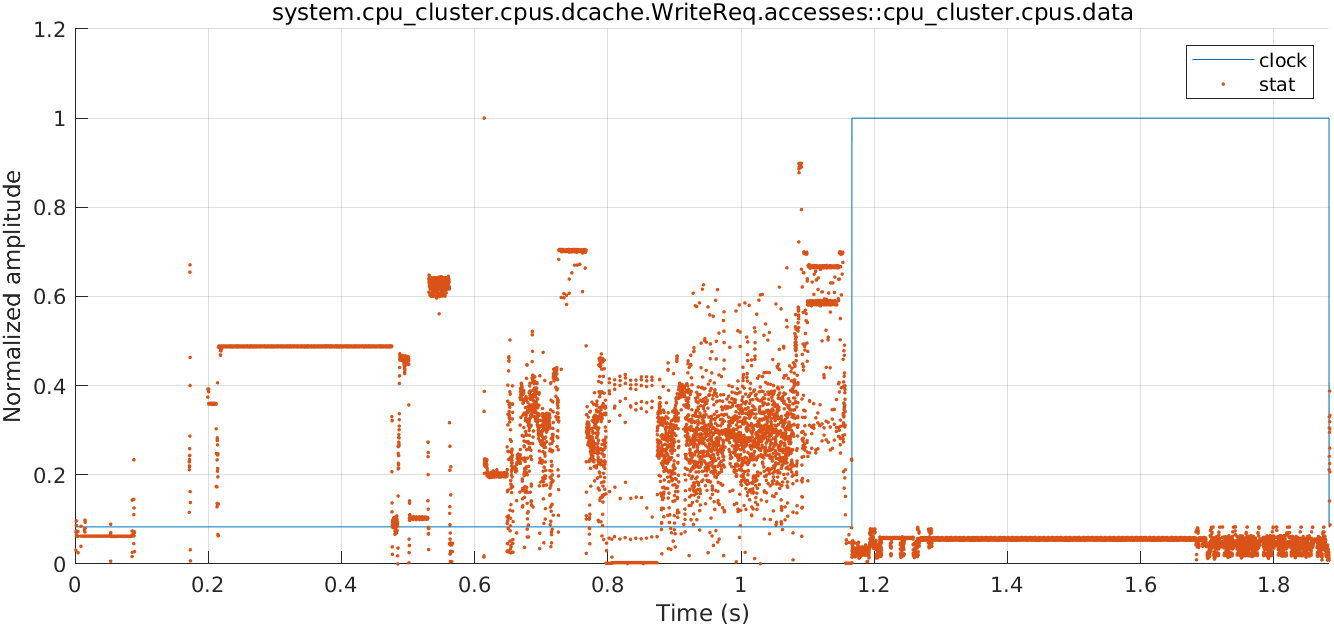 system.cpu_cluster.cpus.dcache.WriteReq.accesses::cpu_cluster.cpus.data
1.2
1
0.8
0.6
0.4
0.2
0
Normalized amplitude
clock
stat
0 0.2 0.4 0.6 0.8 1 1.2 1.4 1.6 1.8
Time (s)